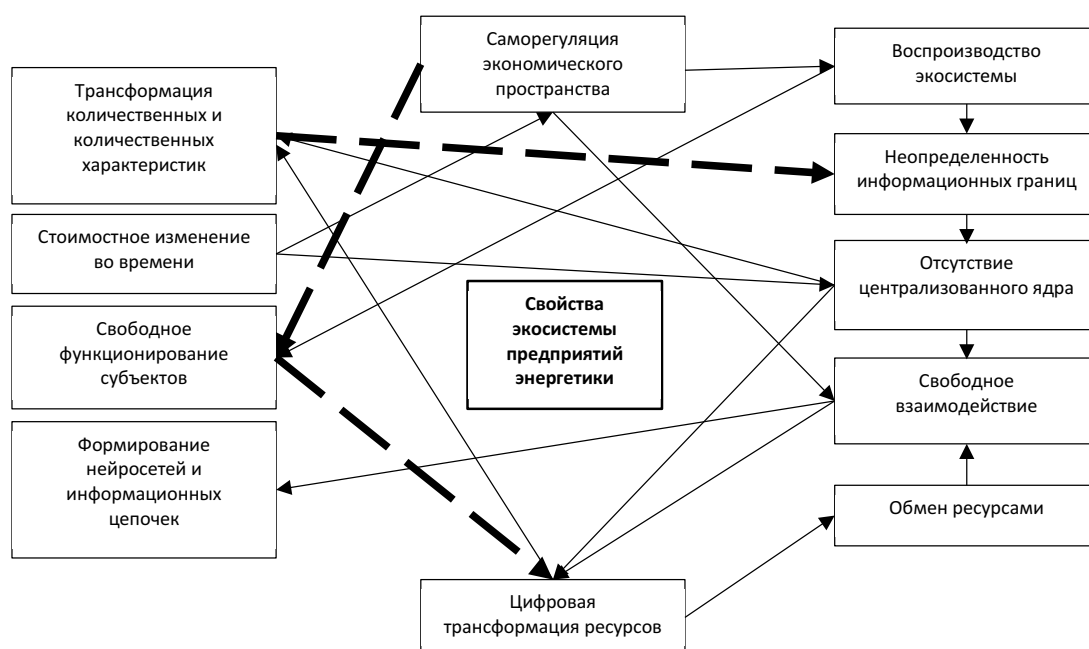 Саморегуляция
экономического
пространства
Воспроизводство
экосистемы
Трансформация
количественных и
количественных
характеристик
Неопределенность
информационных границ
Стоимостное изменение
во времени
Отсутствие
централизованного ядра
Свойства
экосистемы
предприятий
энергетики
Свободное
функционирование
субъектов
Свободное
взаимодействие
Формирование
нейросетей и
информационных
цепочек
Обмен ресурсами
Цифровая
трансформация ресурсов